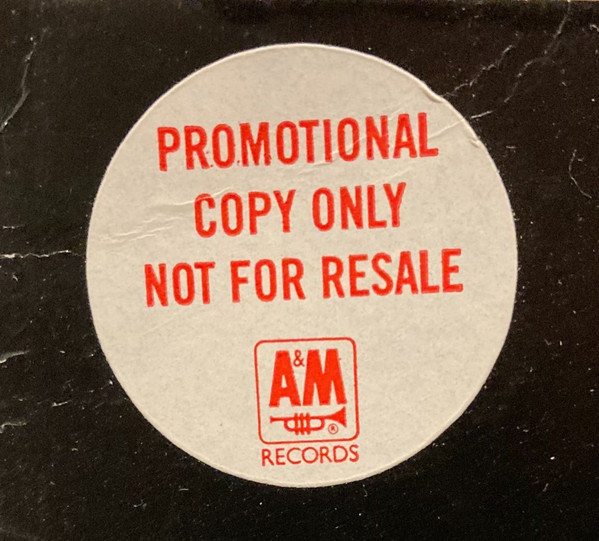 PROMOTIONAL
COPY ONLY
NOT FOR RESALE
A&M
®
RECORDS